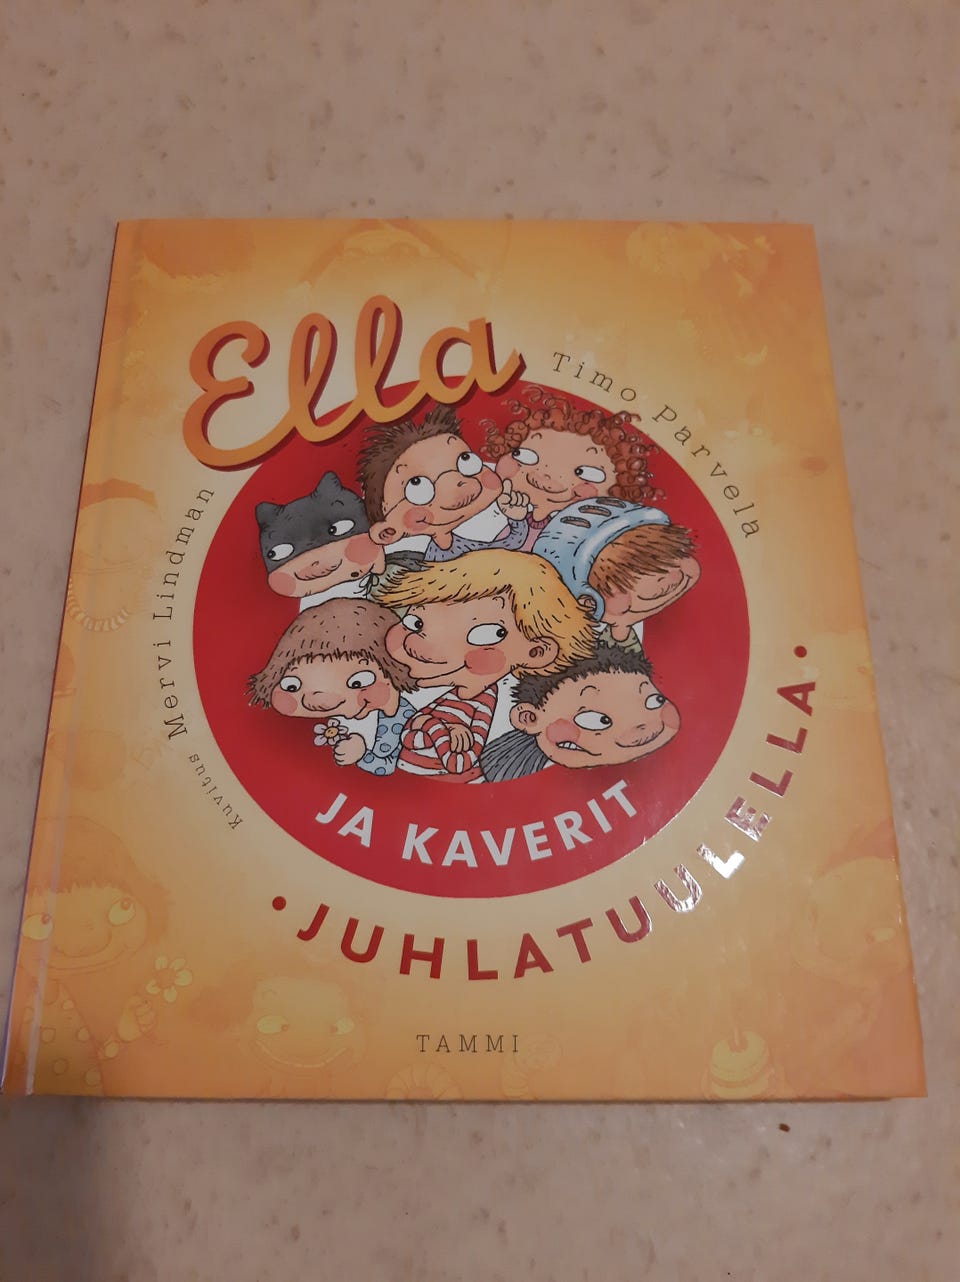 Ella
Timo Parvela
Kuvitus Mervi Lindman
JA KAVERIT
• JUHLATUULELLA •
TAMMI